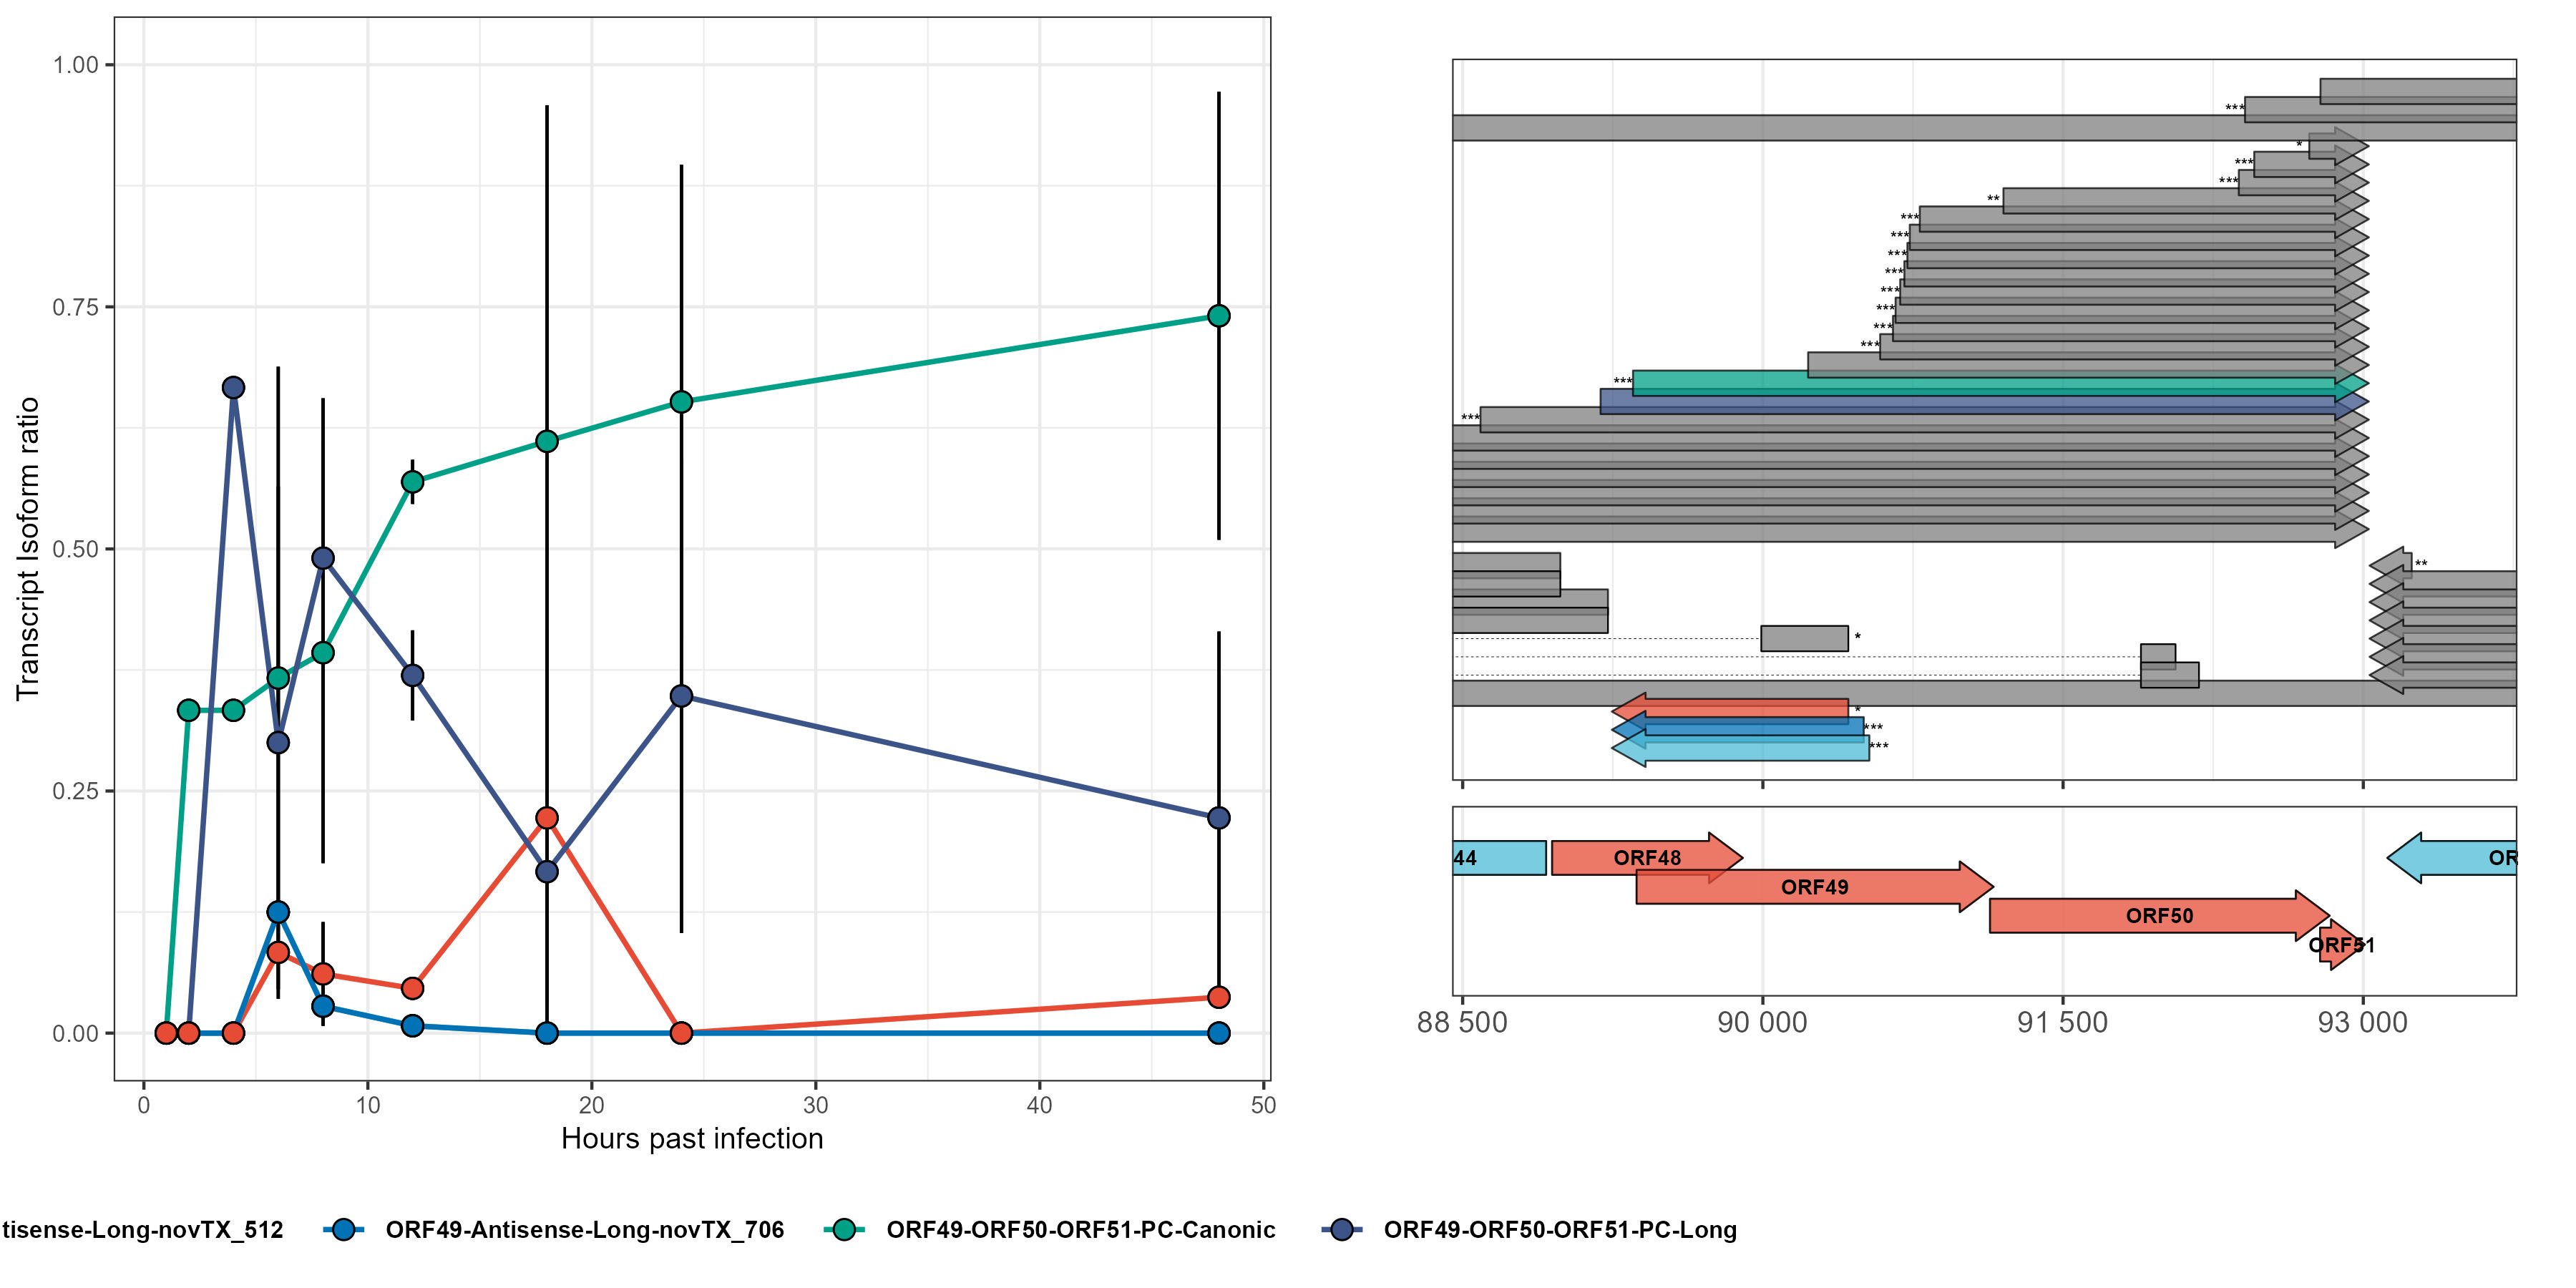 1.00
0.75
0.50
0.25
0.00
Transcript Isoform ratio
0 10 20 30 40 50
Hours past infection
***
*
***
***
**
***
***
***
***
***
***
***
***
***
***
**
*
*
***
***
44
ORF48
OR
ORF49
ORF50
ORF51
88 500 90 000 91 500 93 000
tisense-Long-novTX_512 ORF49-Antisense-Long-novTX_706 ORF49-ORF50-ORF51-PC-Canonic ORF49-ORF50-ORF51-PC-Long